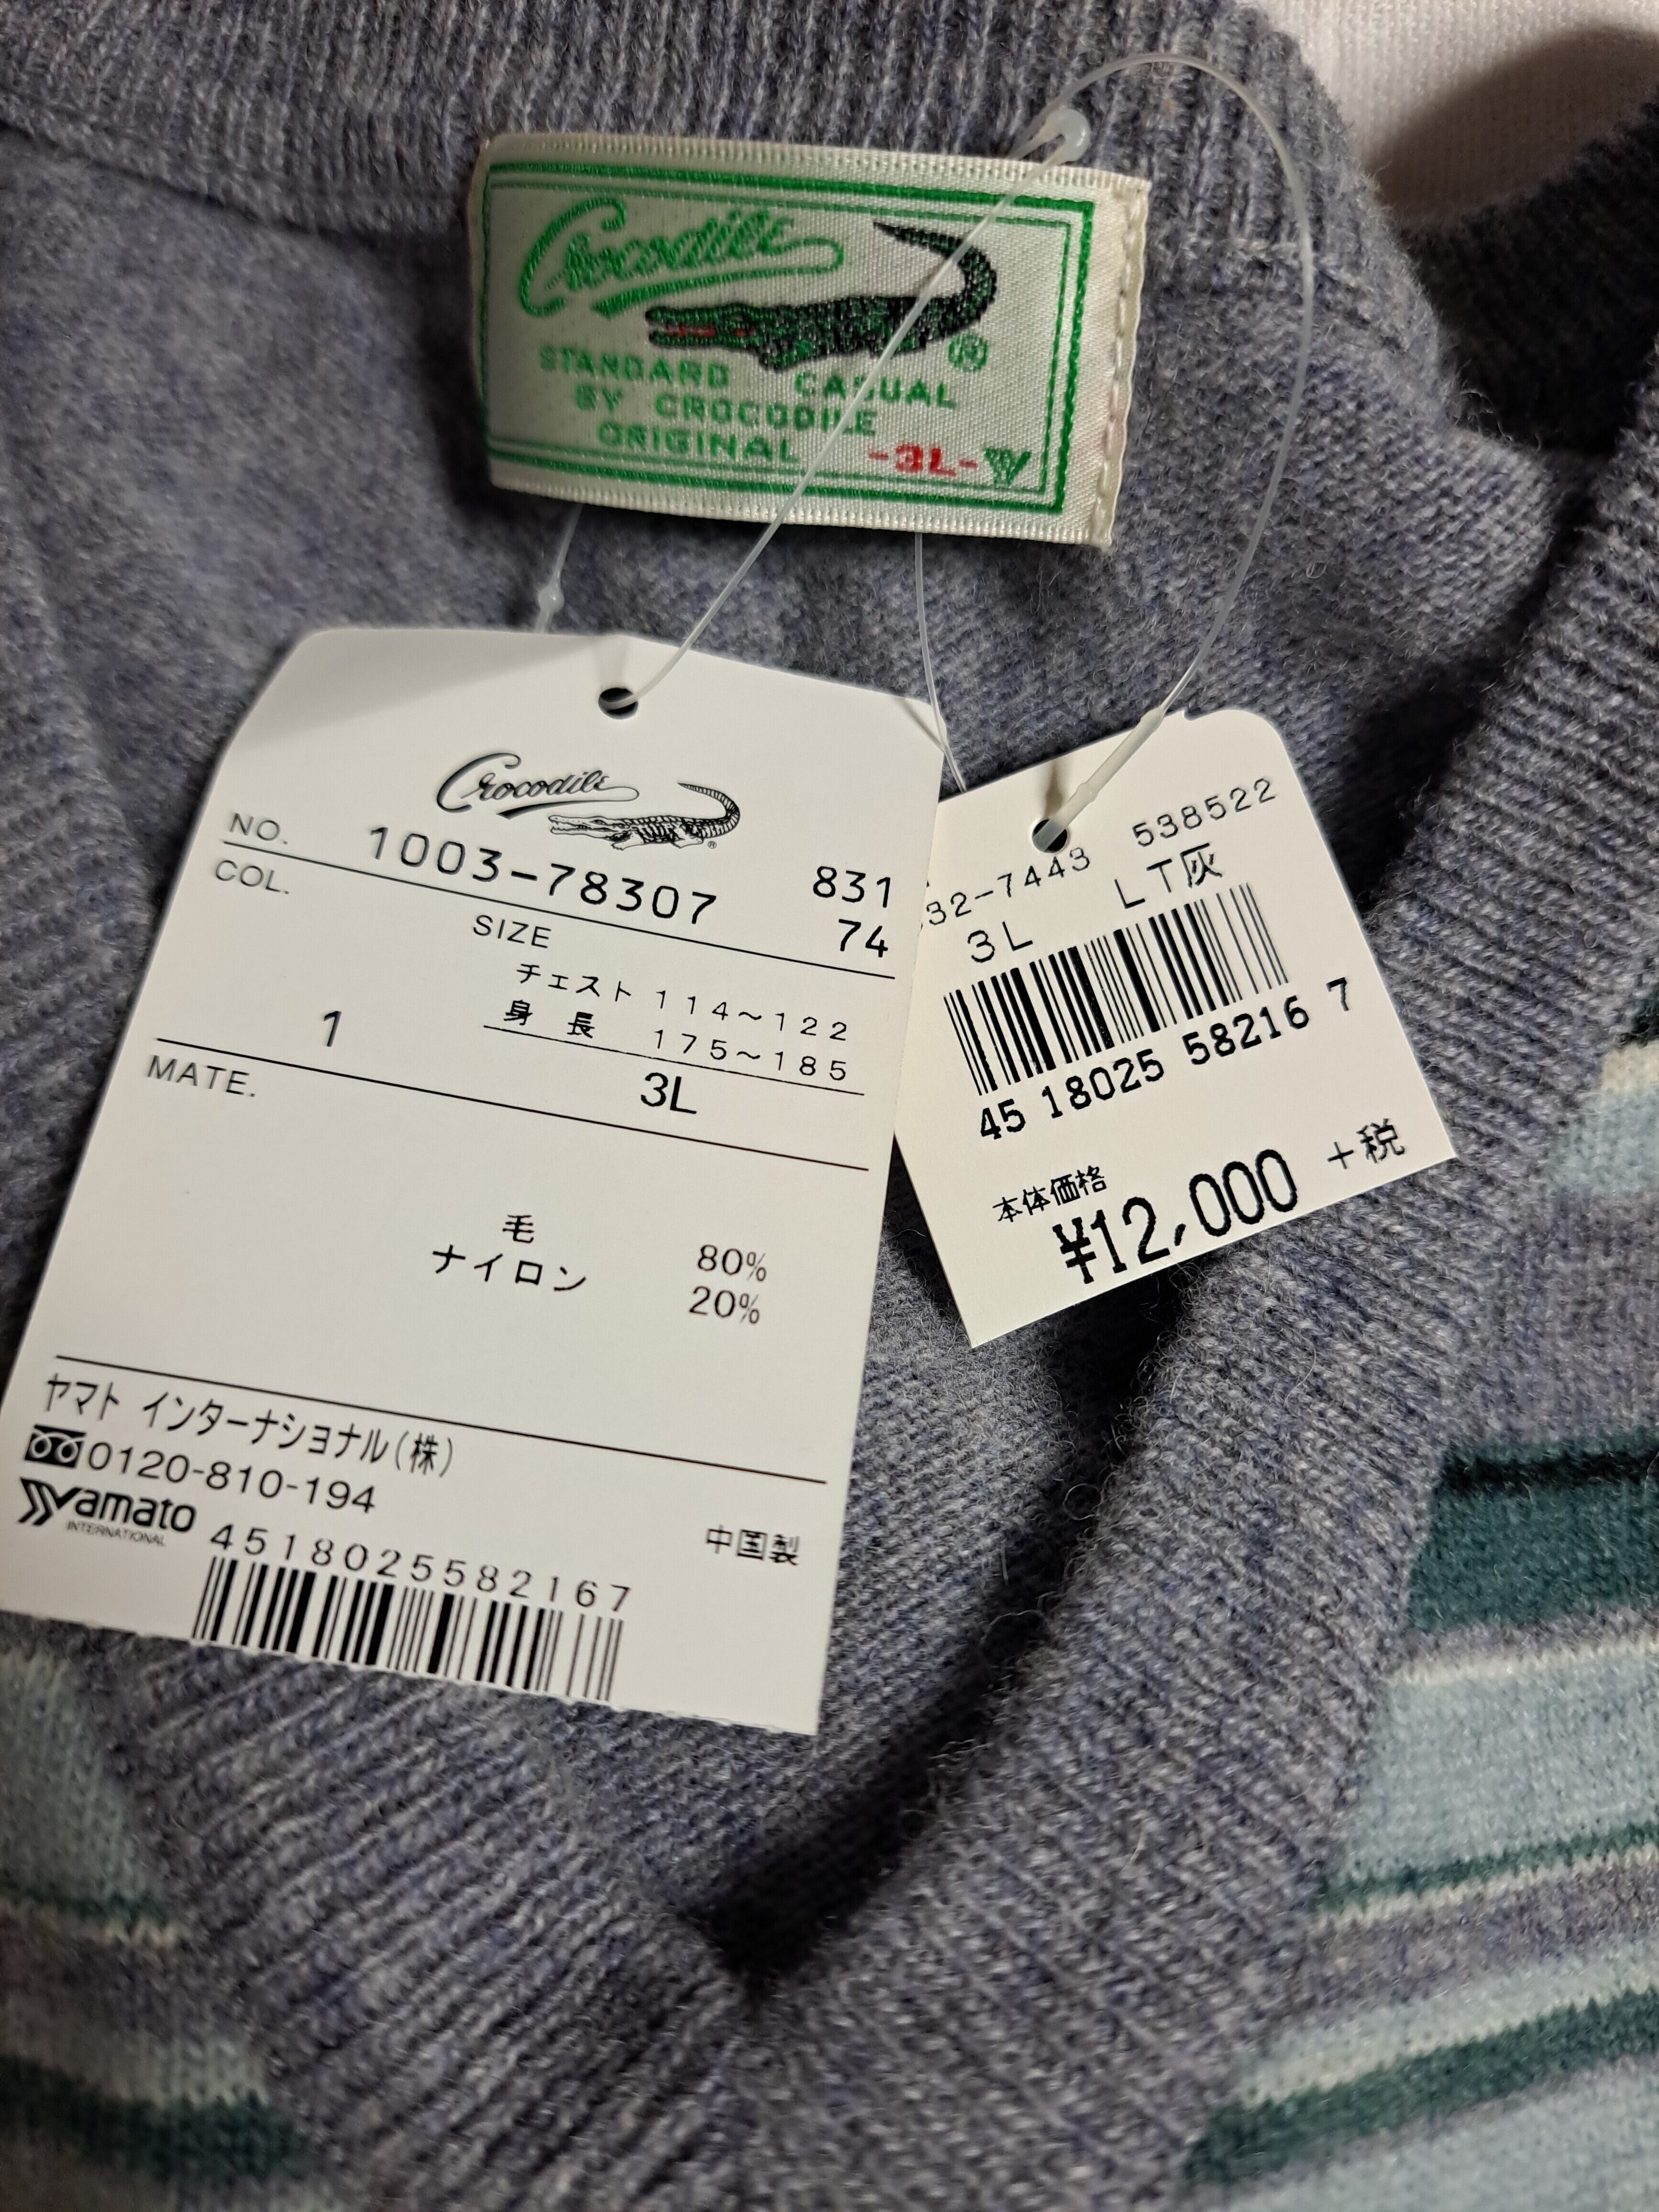 Crocodile
®
STANDARD CASUAL
BY CROCODILE
ORIGINAL -3L-
Crocodile
®
NO. 1003-78307 831
COL. 74
SIZE
チェスト 114~122
身長 175~185
1 3L
MATE.
毛 80%
ナイロン 20%
ヤマト インターナショナル(株)
0120-810-194
Yamato
INTERNATIONAL
中国製
4518025582167
538522
32-7443
LT灰
3L
45 18025 58216 7
本体価格
¥12,000 +税